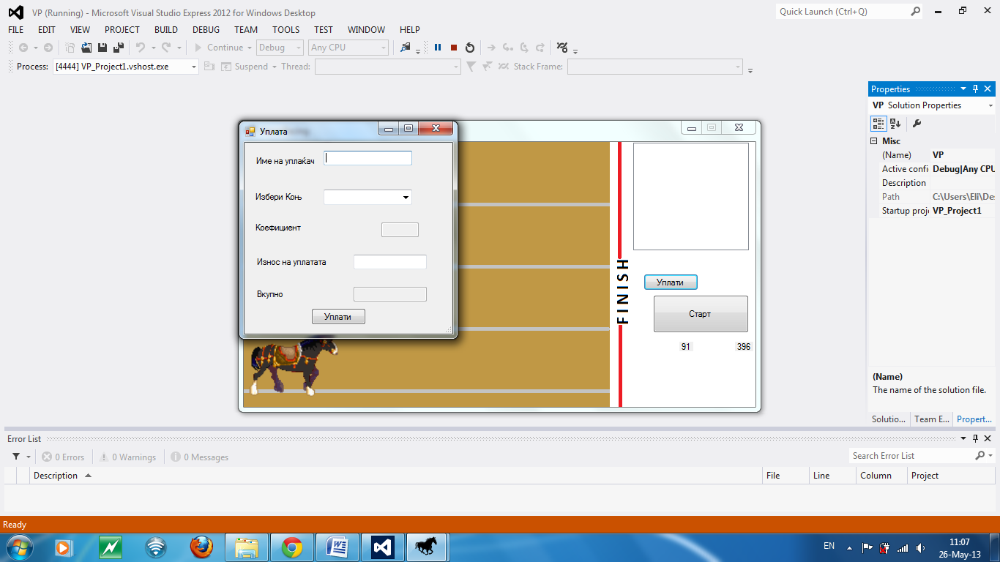 VP (Running) - Microsoft Visual Studio Express 2012 for Windows Desktop
Quick Launch (Ctrl+Q)
FILE EDIT VIEW PROJECT BUILD DEBUG TEAM TOOLS TEST WINDOW HELP
Continue Debug Any CPU
Process: [4444] VP_Project1.vshost.exe Suspend Thread: Stack Frame:
Properties
VP Solution Properties
Misc
(Name) VP
Active confi Debug|Any CPU
Description
Path C:\Users\Eli\De
Startup proje VP_Project1
(Name)
The name of the solution file.
Solutio... Team E... Propert...
Уплата
Име на уплаќач
Избери Коњ
Коефициент
Износ на уплатата
Вкупно
Уплати
FINISH
Уплати
Старт
91 396
Error List
0 Errors 0 Warnings 0 Messages
Search Error List
Description File Line Column Project
Ready
EN
11:07
26-May-13